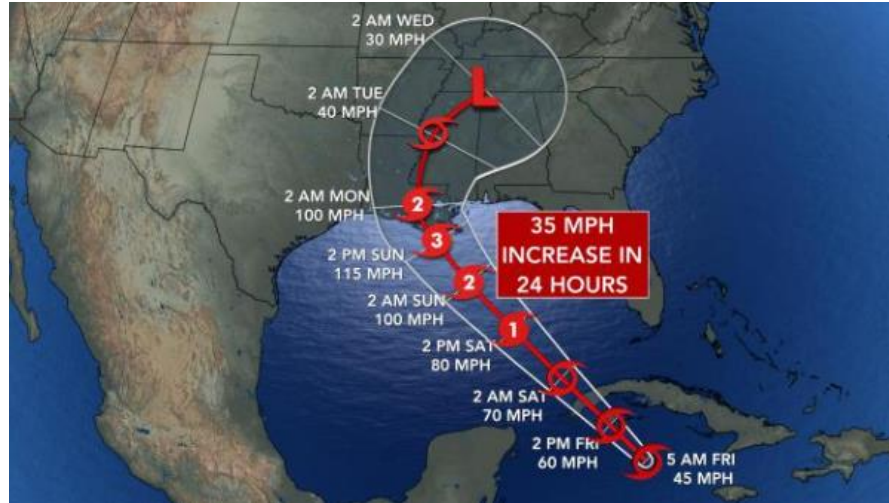 2 AM WED
30 MPH
L
2 AM TUE
40 MPH
2 AM MON
100 MPH
2
3
2 PM SUN
115 MPH
35 MPH
INCREASE IN
24 HOURS
2
2 AM SUN
100 MPH
1
2 PM SAT
80 MPH
2 AM SAT
70 MPH
2 PM FRI
60 MPH
5 AM FRI
45 MPH